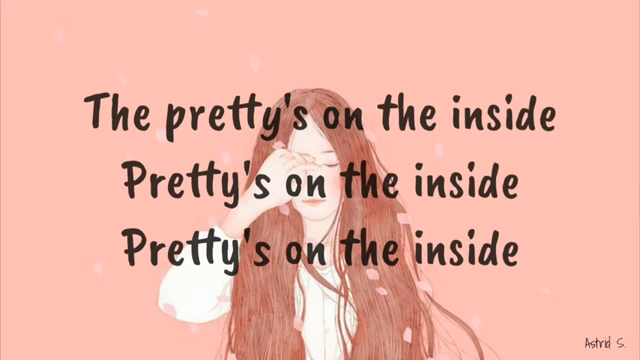 The pretty's on the inside
Pretty's on the inside
Pretty's on the inside
Astrid S.